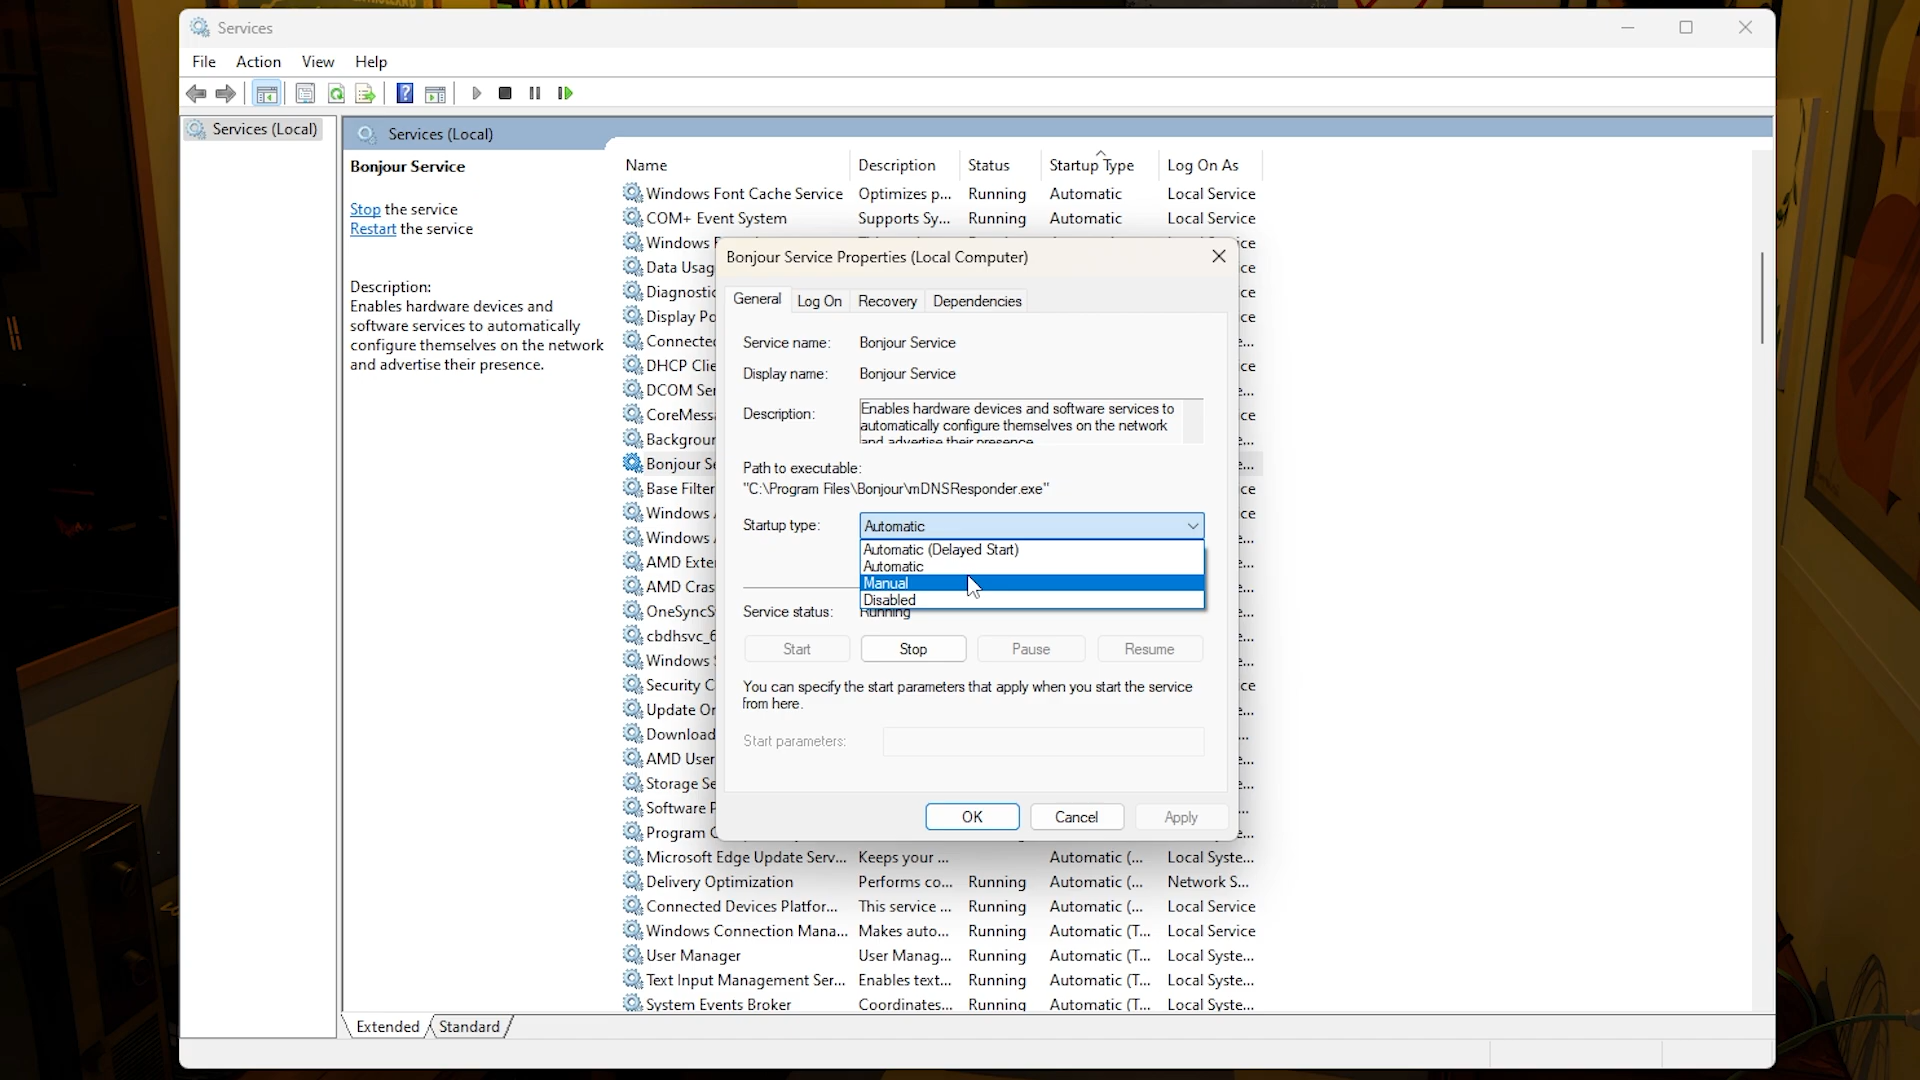 Services
File Action View Help
Services (Local)
Services (Local)
Bonjour Service
Stop the service
Restart the service
Description:
Enables hardware devices and
software services to automatically
configure themselves on the network
and advertise their presence.
Name Description Status Startup Type Log On As
Windows Font Cache Service Optimizes p... Running Automatic Local Service
COM+ Event System Supports Sy... Running Automatic Local Service
Windows
Data Usag
Diagnostic
Display Po
Connected
DHCP Clie
DCOM Ser
CoreMessa
Backgroun
Bonjour Se
Base Filter
Windows
Windows
AMD Exter
AMD Cras
OneSyncS
cbdhsvc_6
Windows S
Security C
Update Or
Download
AMD User
Storage Se
Software P
Program C
Microsoft Edge Update Serv... Keeps your ... Automatic (... Local Syste...
Delivery Optimization Performs co... Running Automatic (... Network S...
Connected Devices Platfor... This service ... Running Automatic (... Local Service
Windows Connection Mana... Makes auto... Running Automatic (T... Local Service
User Manager User Manag... Running Automatic (T... Local Syste...
Text Input Management Ser... Enables text... Running Automatic (T... Local Syste...
System Events Broker Coordinates... Running Automatic (T... Local Syste...
Extended Standard
Bonjour Service Properties (Local Computer)
General Log On Recovery Dependencies
Service name: Bonjour Service
Display name: Bonjour Service
Description: Enables hardware devices and software services to
automatically configure themselves on the network
and advertise their presence
Path to executable:
"C:\Program Files\Bonjour\mDNSResponder.exe"
Startup type: Automatic
Automatic (Delayed Start)
Automatic
Manual
Disabled
Service status: Running
Start Stop Pause Resume
You can specify the start parameters that apply when you start the service
from here.
Start parameters:
OK Cancel Apply